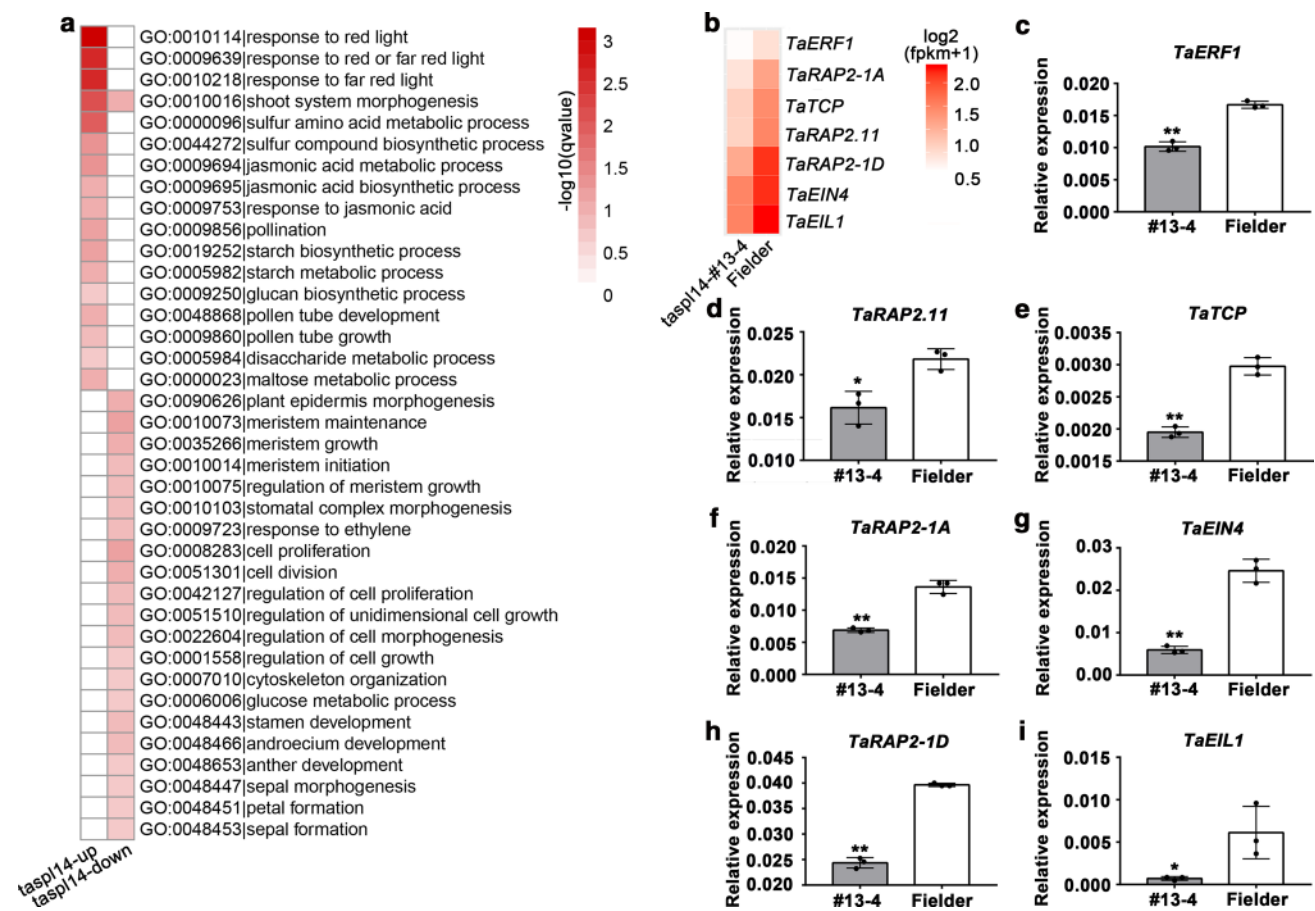 a
GO:0010114|response to red light
GO:0009639|response to red or far red light
GO:0010218|response to far red light
GO:0010016|shoot system morphogenesis
GO:0000096|sulfur amino acid metabolic process
GO:0044272|sulfur compound biosynthetic process
GO:0009694|jasmonic acid metabolic process
GO:0009695|jasmonic acid biosynthetic process
GO:0009753|response to jasmonic acid
GO:0009856|pollination
GO:0019252|starch biosynthetic process
GO:0005982|starch metabolic process
GO:0009250|glucan biosynthetic process
GO:0048868|pollen tube development
GO:0009860|pollen tube growth
GO:0005984|disaccharide metabolic process
GO:0000023|maltose metabolic process
GO:0090626|plant epidermis morphogenesis
GO:0010073|meristem maintenance
GO:0035266|meristem growth
GO:0010014|meristem initiation
GO:0010075|regulation of meristem growth
GO:0010103|stomatal complex morphogenesis
GO:0009723|response to ethylene
GO:0008283|cell proliferation
GO:0051301|cell division
GO:0042127|regulation of cell proliferation
GO:0051510|regulation of unidimensional cell growth
GO:0022604|regulation of cell morphogenesis
GO:0001558|regulation of cell growth
GO:0007010|cytoskeleton organization
GO:0006006|glucose metabolic process
GO:0048443|stamen development
GO:0048466|androecium development
GO:0048653|anther development
GO:0048447|sepal morphogenesis
GO:0048451|petal formation
GO:0048453|sepal formation
taspl14-up
taspl14-down
-log10(qvalue)
3
2.5
2
1.5
1
0.5
0
b
TaERF1
TaRAP2-1A
TaTCP
TaRAP2.11
TaRAP2-1D
TaEIN4
TaEIL1
taspl14-#13-4
Fielder
log2
(fpkm+1)
2.0
1.5
1.0
0.5
c
TaERF1
Relative expression
0.020
0.015
0.010
0.005
0.000
**
#13-4
Fielder
d
TaRAP2.11
Relative expression
0.025
0.020
0.015
0.010
*
#13-4
Fielder
e
TaTCP
Relative expression
0.0035
0.0030
0.0025
0.0020
0.0015
**
#13-4
Fielder
f
TaRAP2-1A
Relative expression
0.020
0.015
0.010
0.005
0.000
**
#13-4
Fielder
g
TaEIN4
Relative expression
0.03
0.02
0.01
0.00
**
#13-4
Fielder
h
TaRAP2-1D
Relative expression
0.045
0.040
0.035
0.030
0.025
0.020
**
#13-4
Fielder
i
TaEIL1
Relative expression
0.015
0.010
0.005
0.000
*
#13-4
Fielder